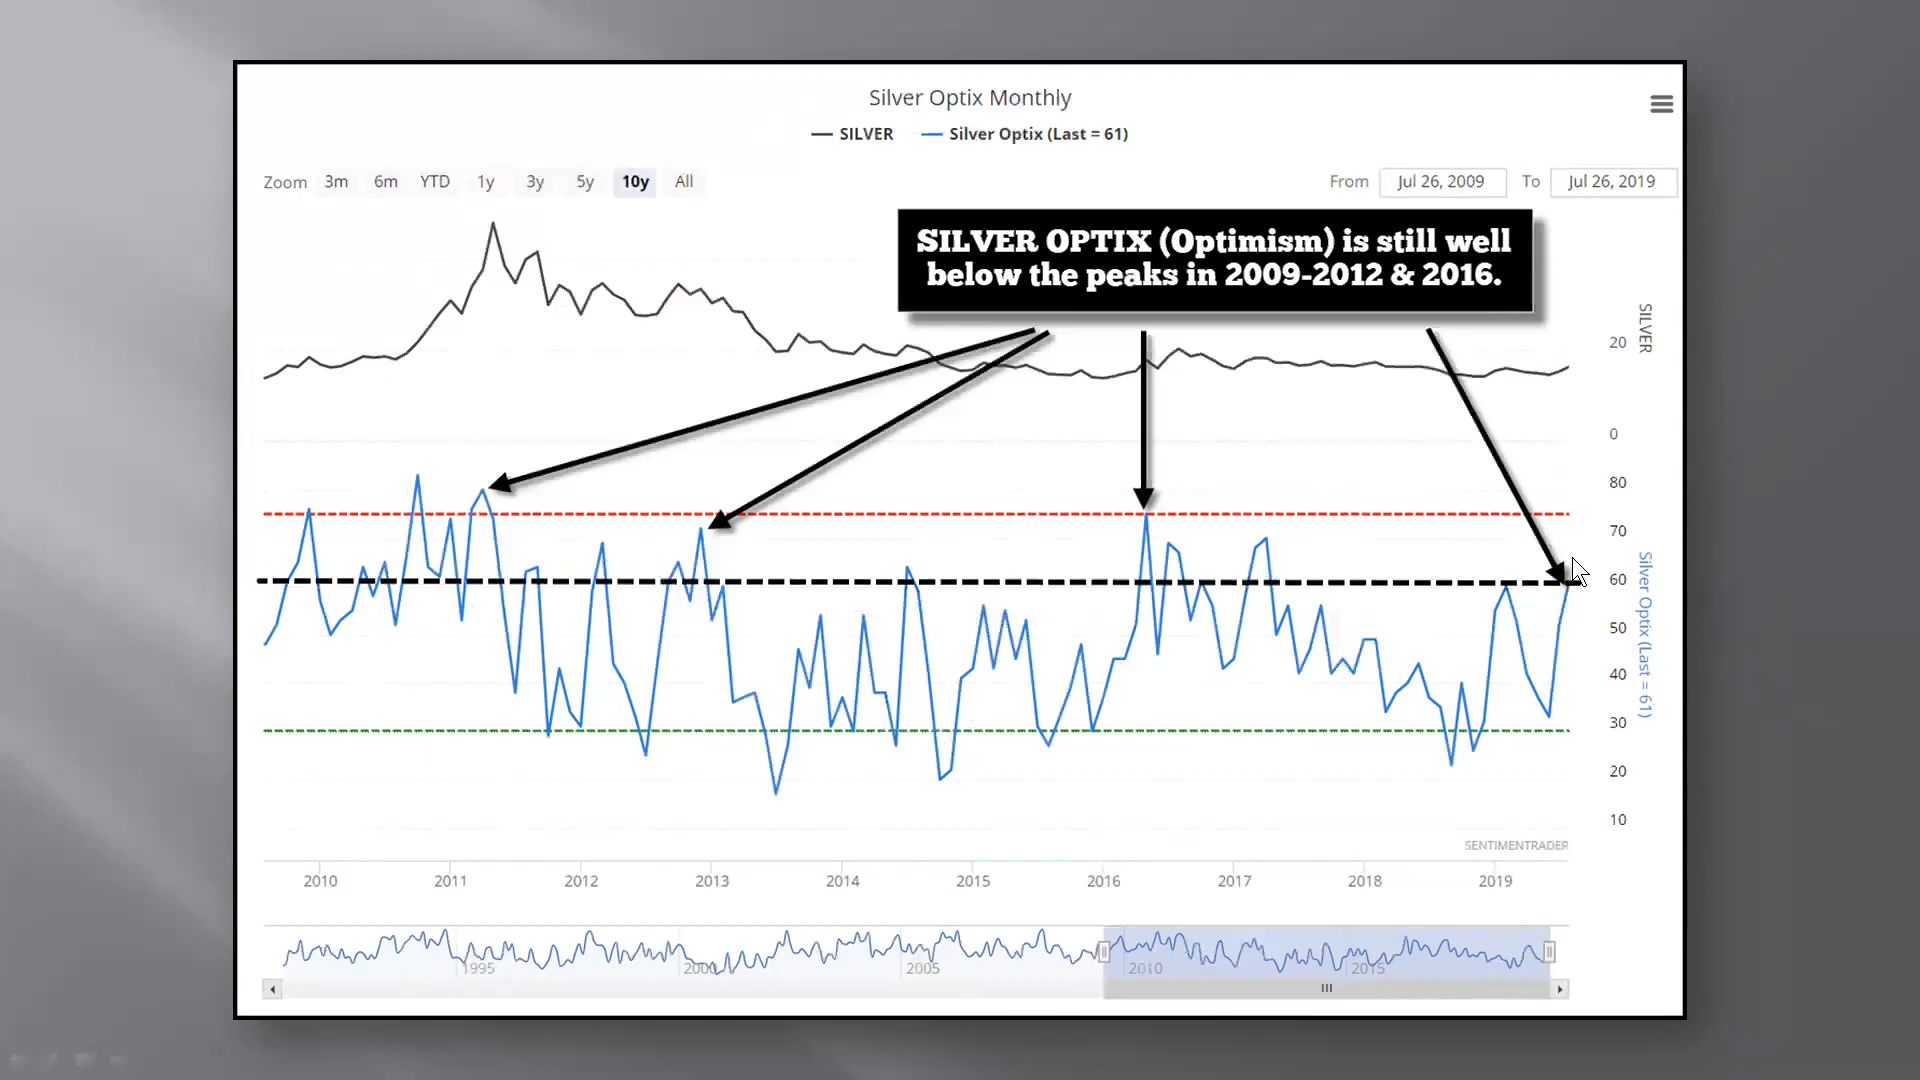 Silver Optix Monthly
SILVER Silver Optix (Last = 61)
Zoom 3m 6m YTD 1y 3y 5y 10y All From Jul 26, 2009 To Jul 26, 2019
SILVER OPTIX (Optimism) is still well
below the peaks in 2009-2012 & 2016.
SILVER
20
0
80
70
60
50
40
30
20
10
Silver Optix (Last = 61)
SENTIMENTRADER
2010 2011 2012 2013 2014 2015 2016 2017 2018 2019
1995 2000 2005 2010 2015